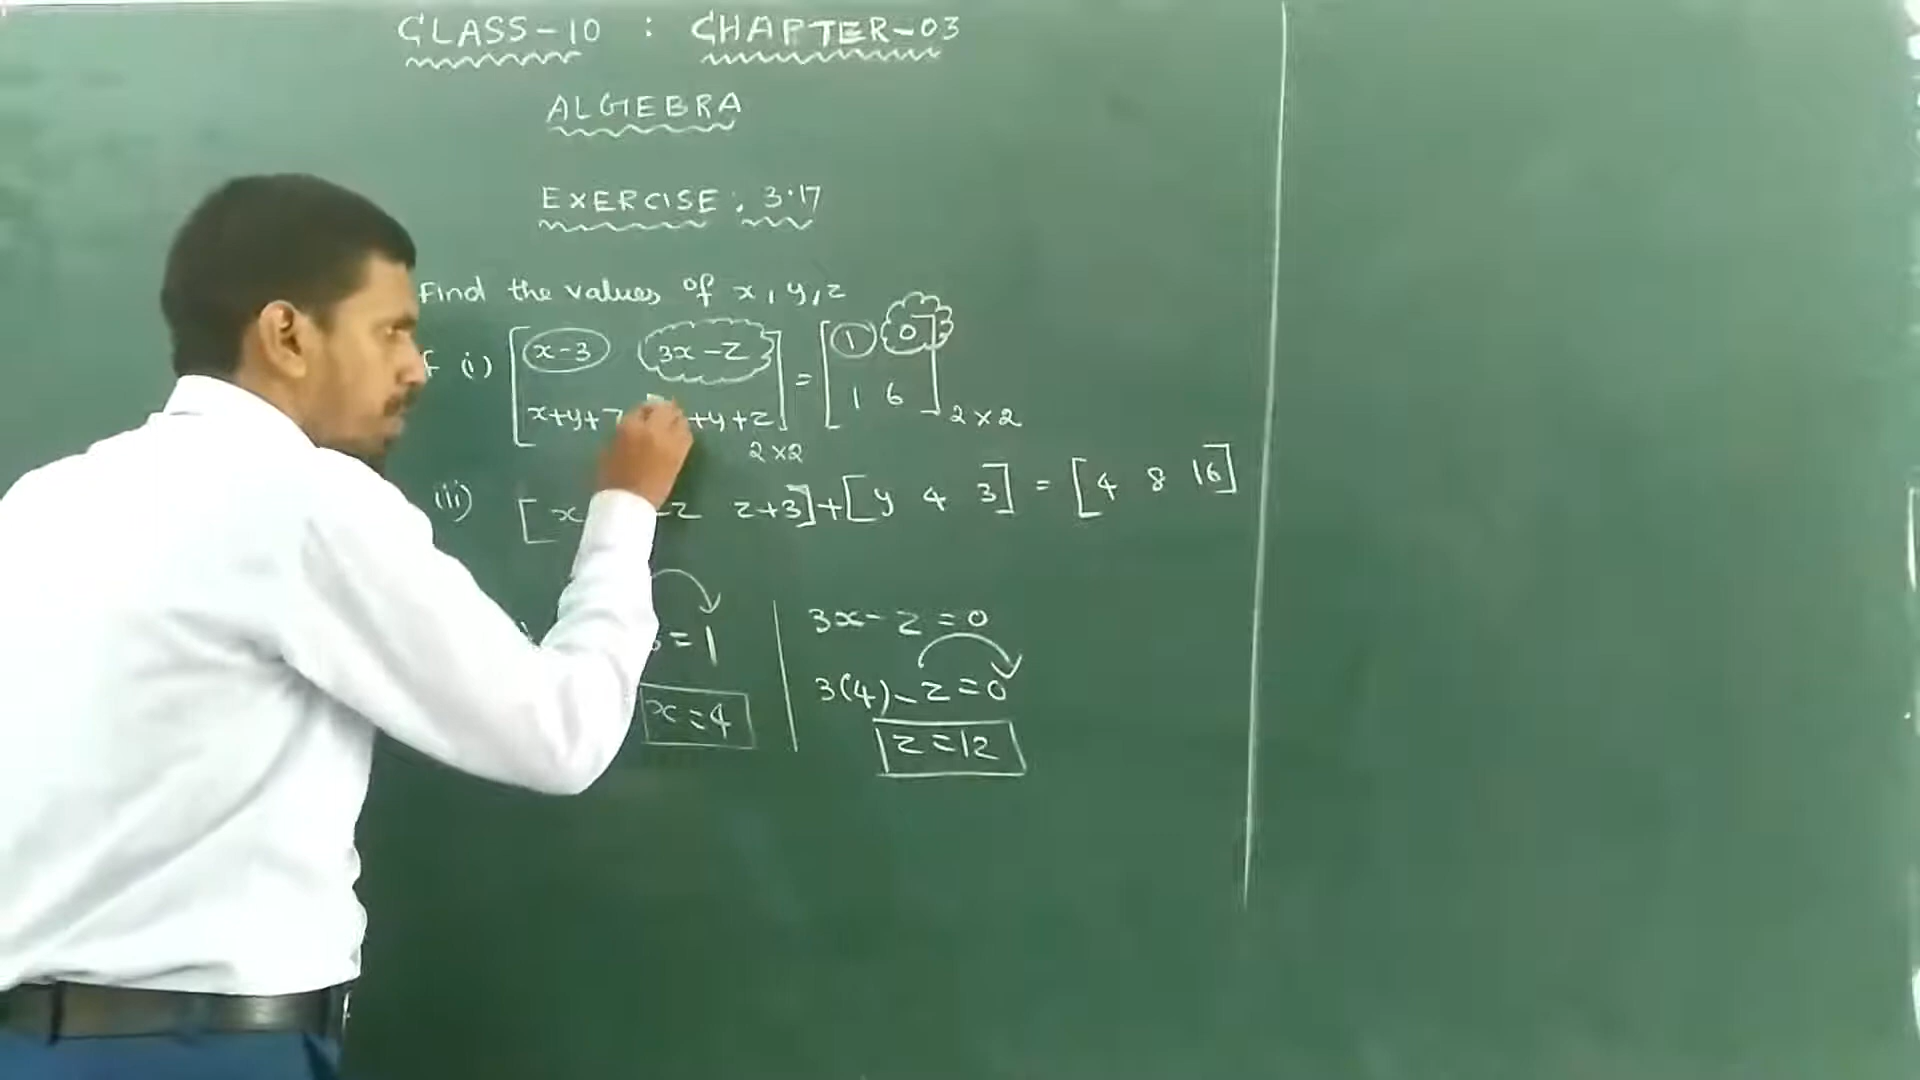 CLASS-10 : CHAPTER-03
ALGEBRA
EXERCISE: 3.17
Find the values of x, y, z
(i) [x-3 3x-z
x+y+7 +y+z] 2×2 = [1 0
1 6] 2×2
(ii) [x -z z+3]+[y 4 3] = [4 8 16]
3=1
x=4
3x-z=0
3(4)-z=0
z=12